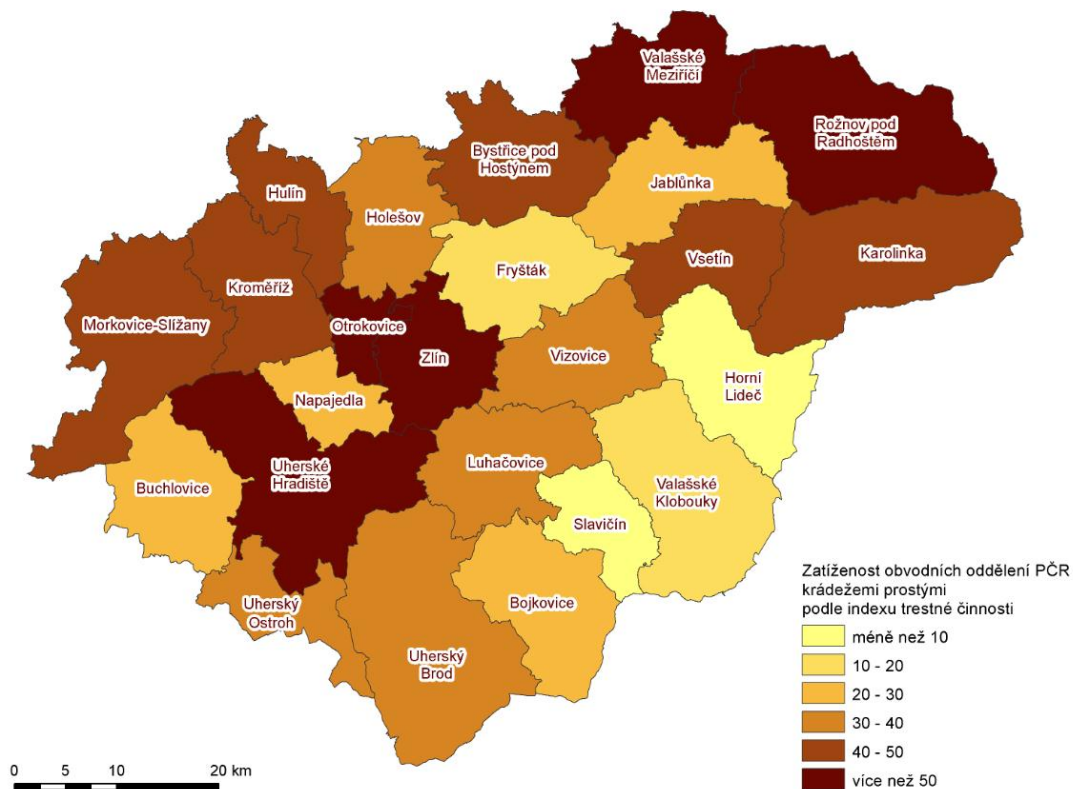 Valašské
Meziříčí
Rožnov pod
Radhoštěm
Bystřice pod
Hostýnem
Jablůnka
Hulín
Holešov
Vsetín
Karolinka
Fryšták
Kroměříž
Morkovice-Slížany
Otrokovice
Zlín
Vizovice
Horní
Lideč
Napajedla
Luhačovice
Uherské
Hradiště
Valašské
Klobouky
Buchlovice
Slavičín
Bojkovice
Uherský
Ostroh
Uherský
Brod
Zatíženost obvodních oddělení PČR
krádežemi prostými
podle indexu trestné činnosti
méně než 10
10 - 20
20 - 30
30 - 40
40 - 50
více než 50
0 5 10 20 km